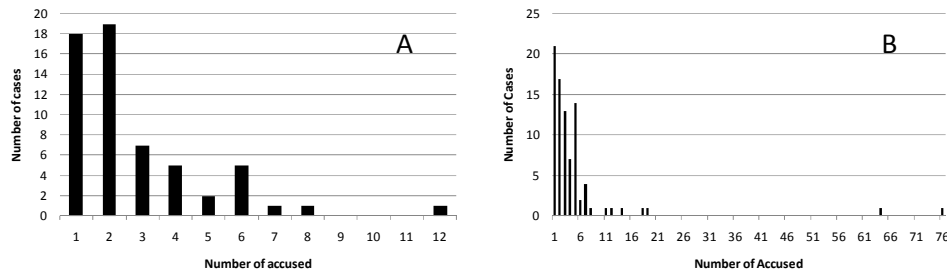 A
Number of cases
20
18
16
14
12
10
8
6
4
2
0
1 2 3 4 5 6 7 8 9 10 11 12
Number of accused
B
Number of Cases
25
20
15
10
5
0
1 6 11 16 21 26 31 36 41 46 51 56 61 66 71 76
Number of Accused